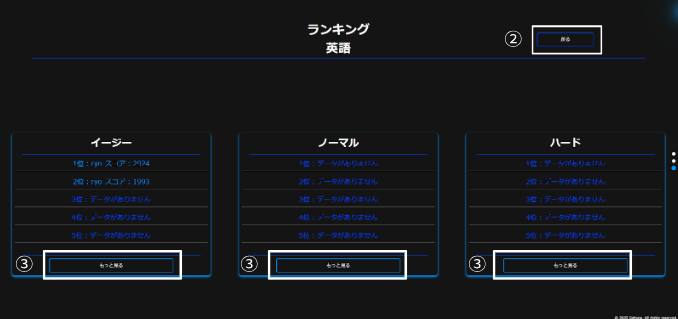 ランキング
英語
② 戻る
イージー
1位：ryo スコア：2024
2位：ryo スコア：1993
3位：データがありません
4位：データがありません
5位：データがありません
③ もっと見る
ノーマル
1位：データがありません
2位：データがありません
3位：データがありません
4位：データがありません
5位：データがありません
③ もっと見る
ハード
1位：データがありません
2位：データがありません
3位：データがありません
4位：データがありません
5位：データがありません
③ もっと見る
© 2020 All rights reserved.